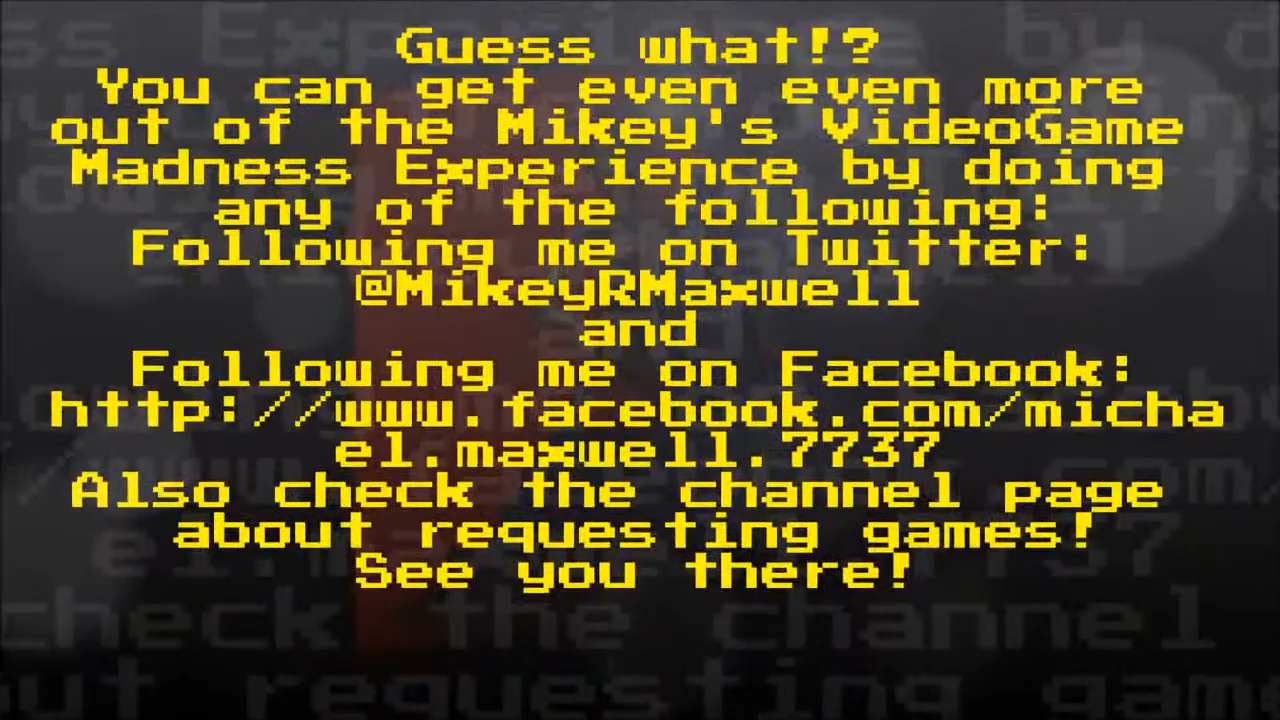 Guess what!?
You can get even even more
out of the Mikey's VideoGame
Madness Experience by doing
any of the following:
Following me on Twitter:
@MikeyRMaxwell
and
Following me on Facebook:
http://www.facebook.com/micha
el.maxwell.7737
Also check the channel page
about requesting games!
See you there!